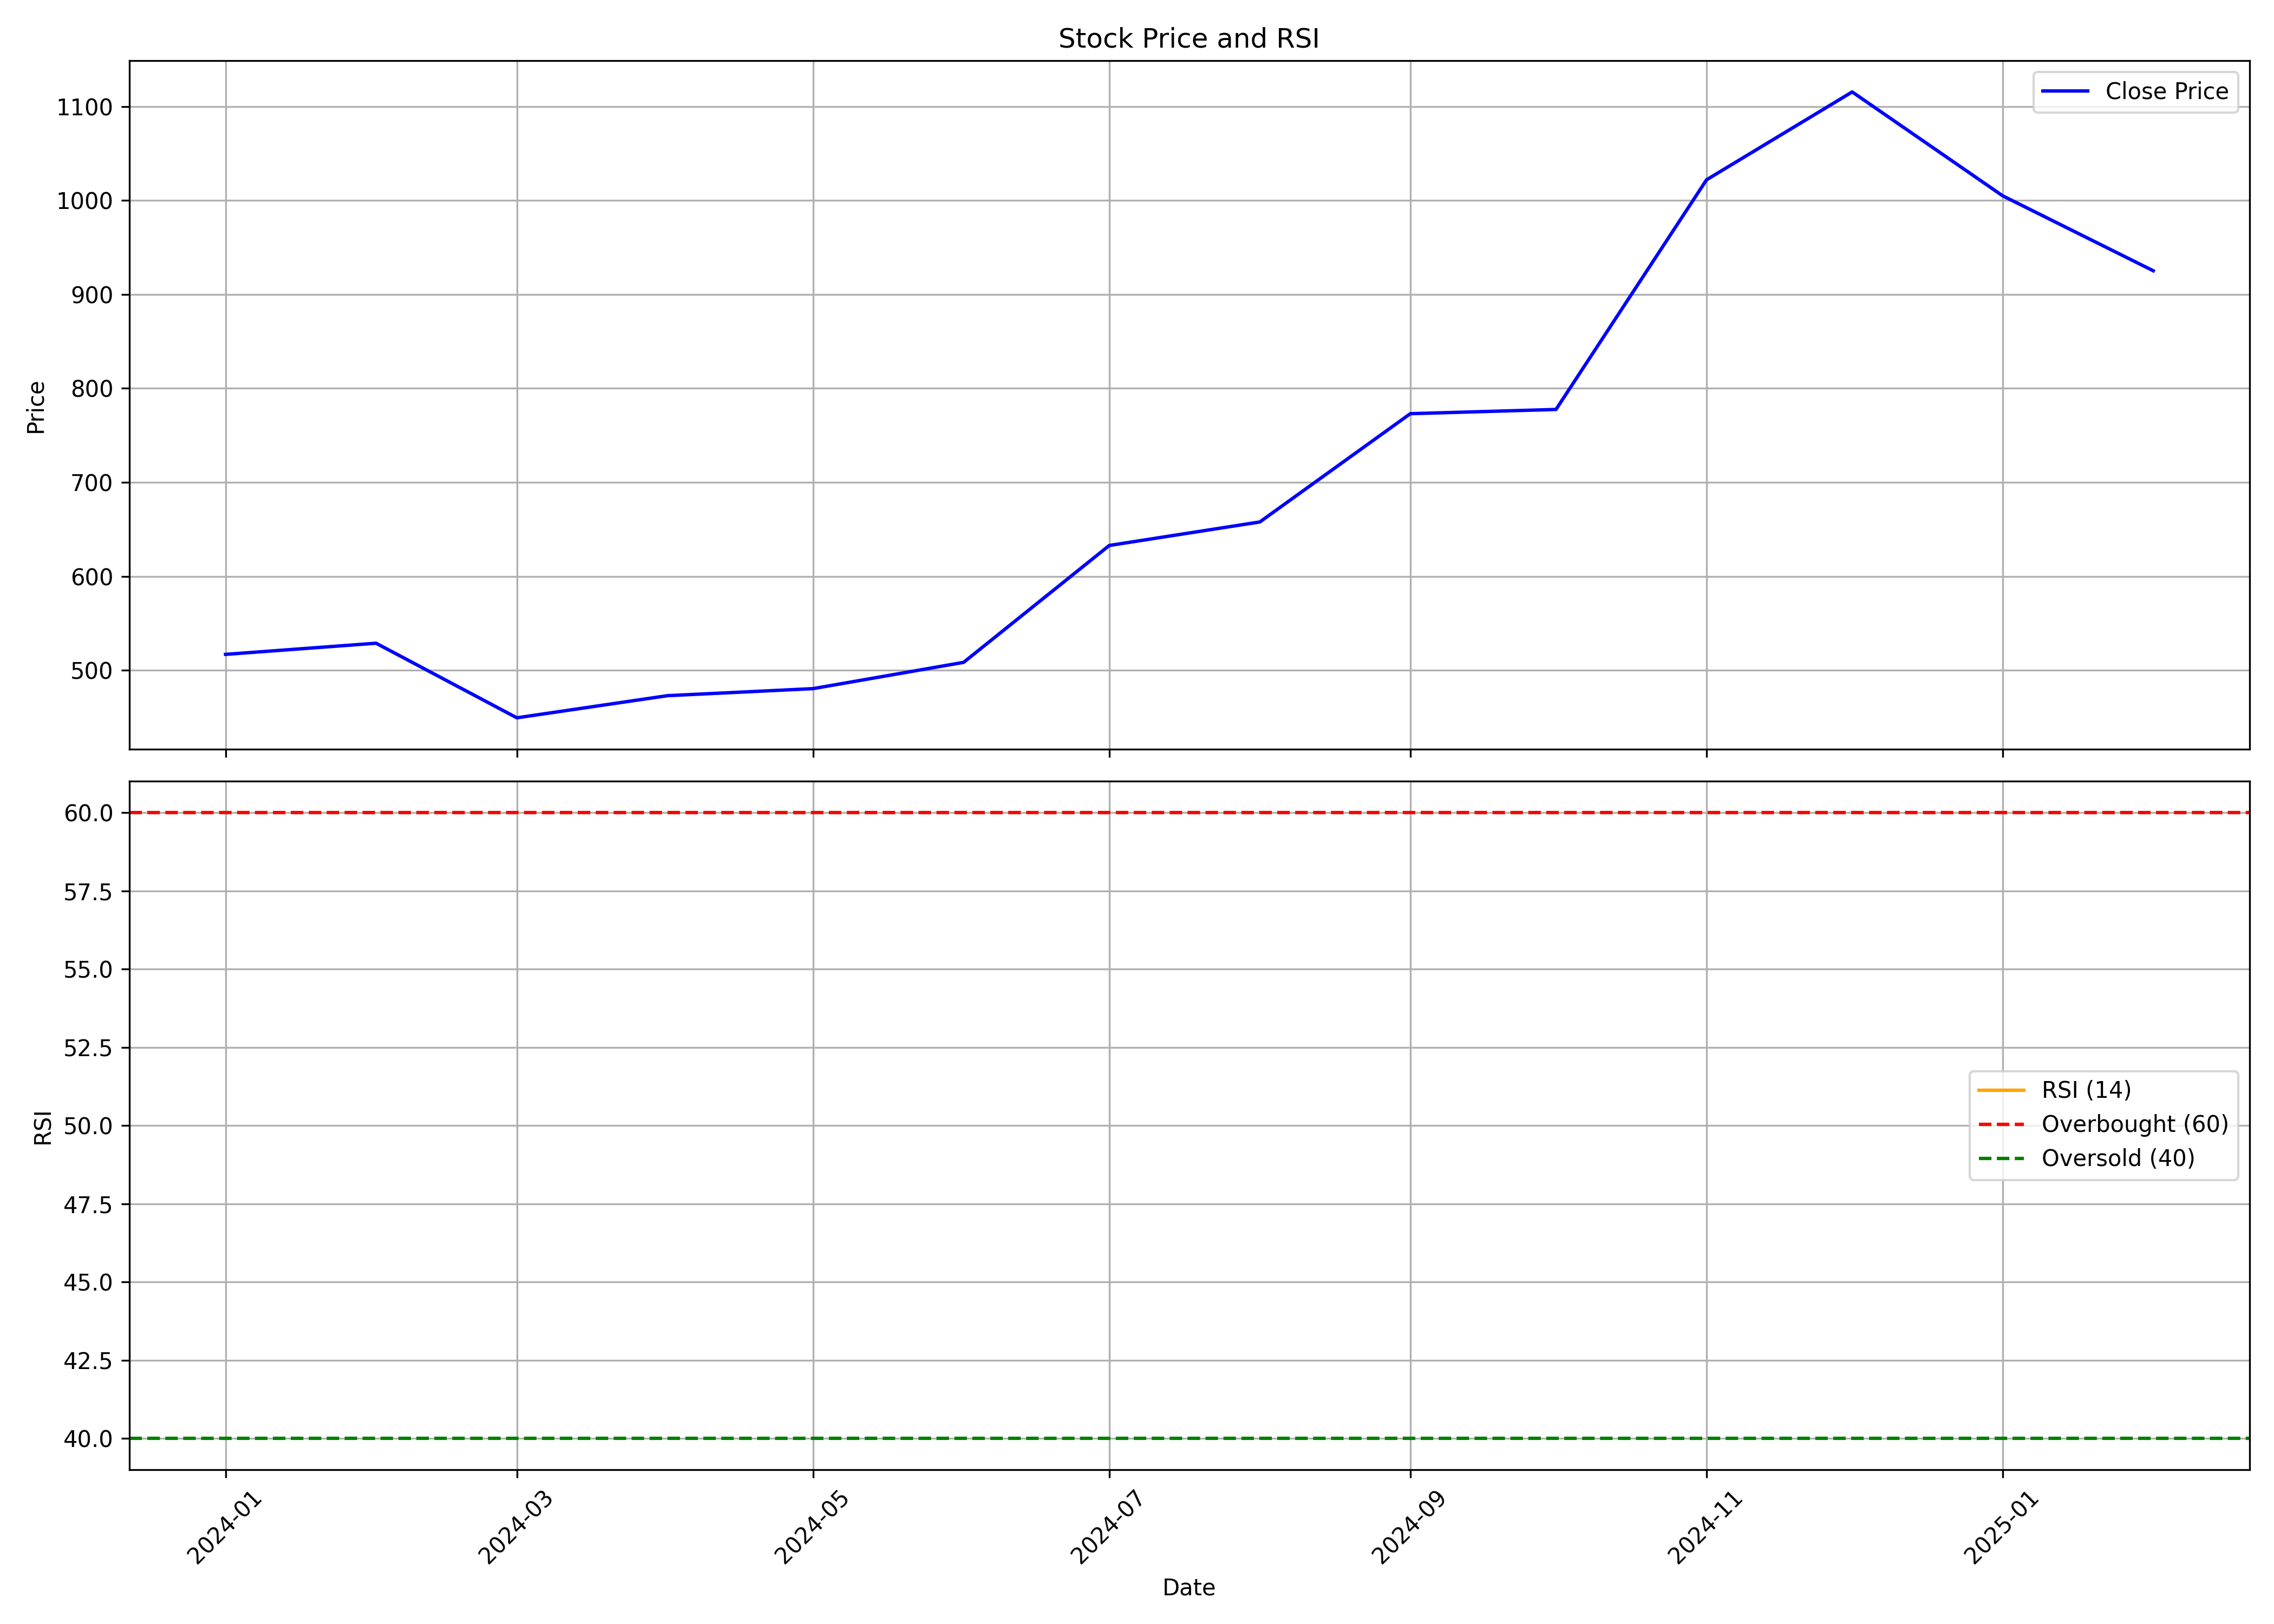 Stock Price and RSI
Close Price
1100
1000
900
800
700
600
500
Price
60.0
57.5
55.0
52.5
50.0
47.5
45.0
42.5
40.0
RSI
RSI (14)
Overbought (60)
Oversold (40)
2024-01
2024-03
2024-05
2024-07
2024-09
2024-11
2025-01
Date